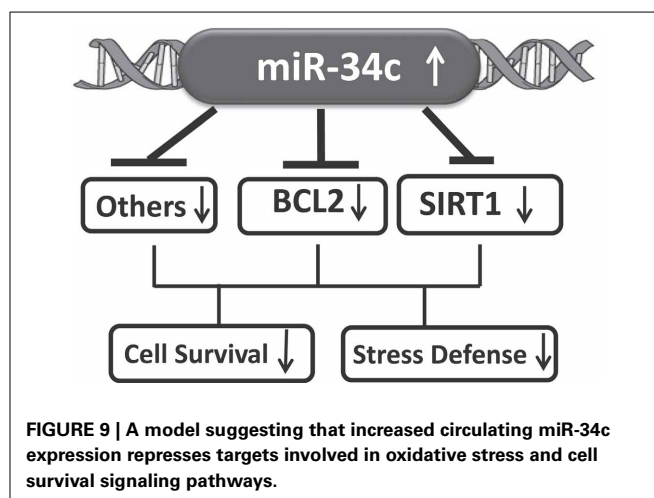 miR-34c ↑
Others ↓ BCL2 ↓ SIRT1 ↓
Cell Survival ↓ Stress Defense ↓
FIGURE 9 | A model suggesting that increased circulating miR-34c
expression represses targets involved in oxidative stress and cell
survival signaling pathways.